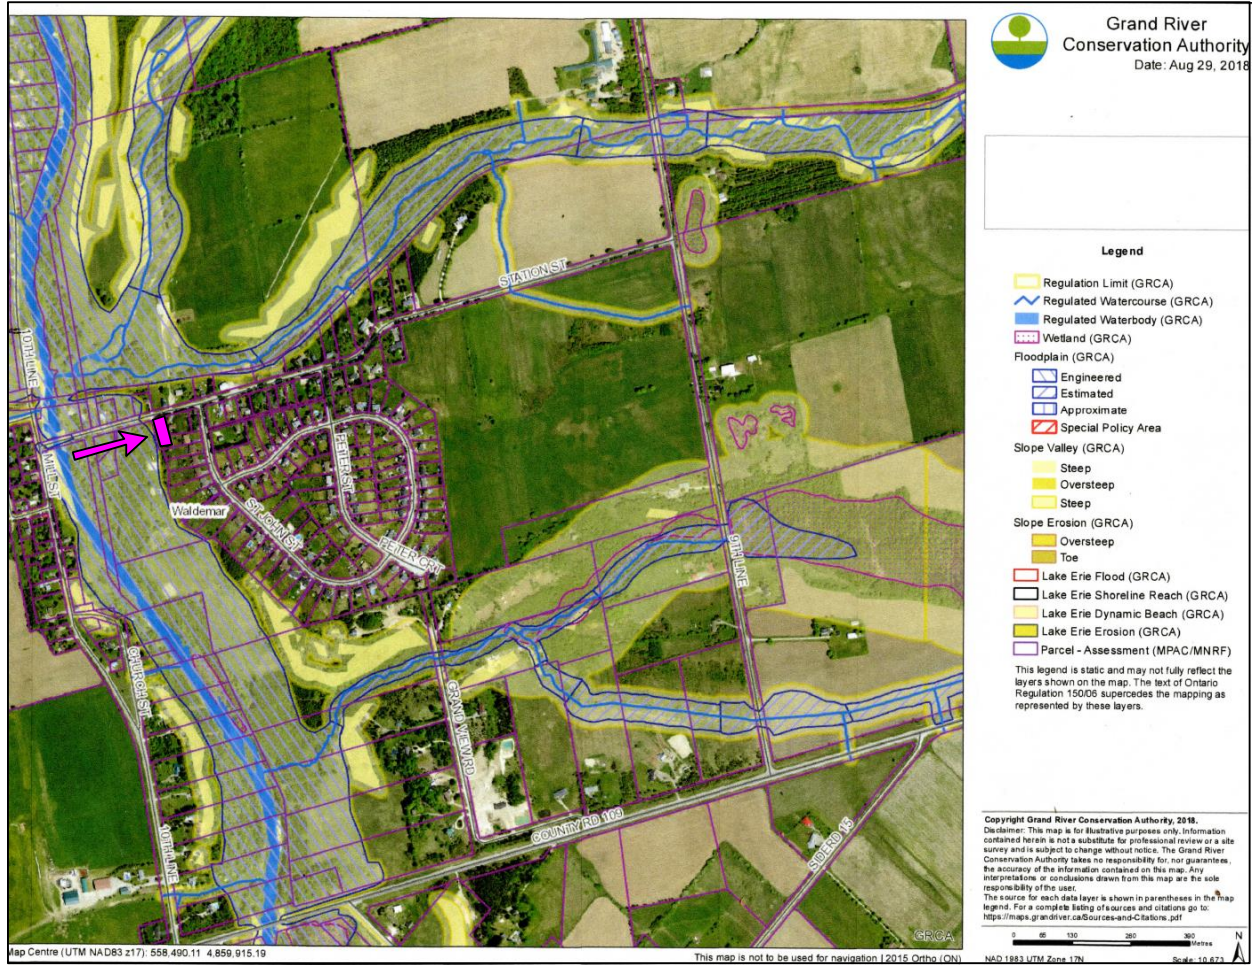 Grand River
Conservation Authority
Date: Aug 29, 2018
Legend
Regulation Limit (GRCA)
Regulated Watercourse (GRCA)
Regulated Waterbody (GRCA)
Wetland (GRCA)
Floodplain (GRCA)
Engineered
Estimated
Approximate
Special Policy Area
Slope Valley (GRCA)
Steep
Oversteep
Steep
Slope Erosion (GRCA)
Oversteep
Toe
Lake Erie Flood (GRCA)
Lake Erie Shoreline Reach (GRCA)
Lake Erie Dynamic Beach (GRCA)
Lake Erie Erosion (GRCA)
Parcel - Assessment (MPAC/MNRF)
This legend is static and may not fully reflect the
layers shown on the map. The text of Ontario
Regulation 150/06 supercedes the mapping as
represented by these layers.
Copyright Grand River Conservation Authority, 2018.
Disclaimer: This map is for illustrative purposes only. Information
contained herein is not a substitute for professional review or a site
survey and is subject to change without notice. The Grand River
Conservation Authority takes no responsibility for, nor guarantees,
the accuracy of the information contained on this map. Any
interpretations or conclusions drawn from this map are the sole
responsibility of the user.
The source for each data layer is shown in parentheses in the map
legend. For a complete listing of sources and citations go to:
https://maps.grandriver.ca/Sources-and-Citations.pdf
0 65 130 260 390
Metres
N
NAD 1983 UTM Zone 17N
Scale: 10,673
STATION ST
10TH LINE
MILL ST
PETER ST
Waldemar
ST JOHN ST
PETER CRT
9TH LINE
CHURCH ST
GRAND VIEW RD
10TH LINE
COUNTY RD 109
SIDERD 15
GRCA
Map Centre (UTM NAD83 z17): 558,490.11 4,859,915.19
This map is not to be used for navigation | 2015 Ortho (ON)